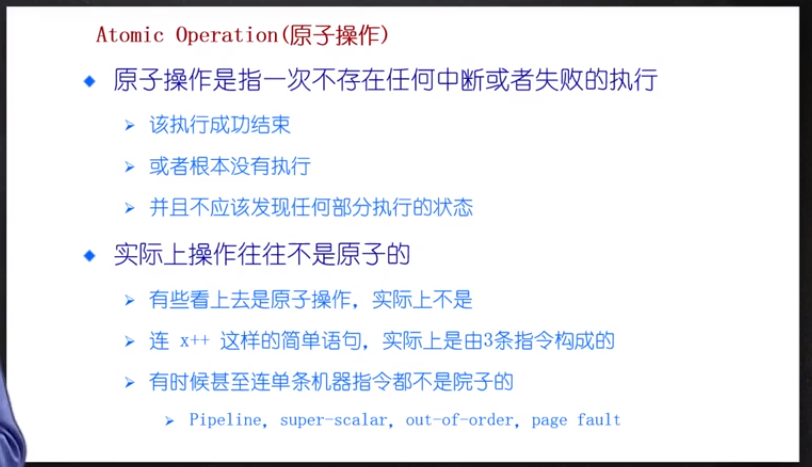 Atomic Operation(原子操作)
原子操作是指一次不存在任何中断或者失败的执行
该执行成功结束
或者根本没有执行
并且不应该发现任何部分执行的状态
实际上操作往往不是原子的
有些看上去是原子操作，实际上不是
连 x++ 这样的简单语句，实际上是由3条指令构成的
有时候甚至连单条机器指令都不是院子的
Pipeline, super-scalar, out-of-order, page fault